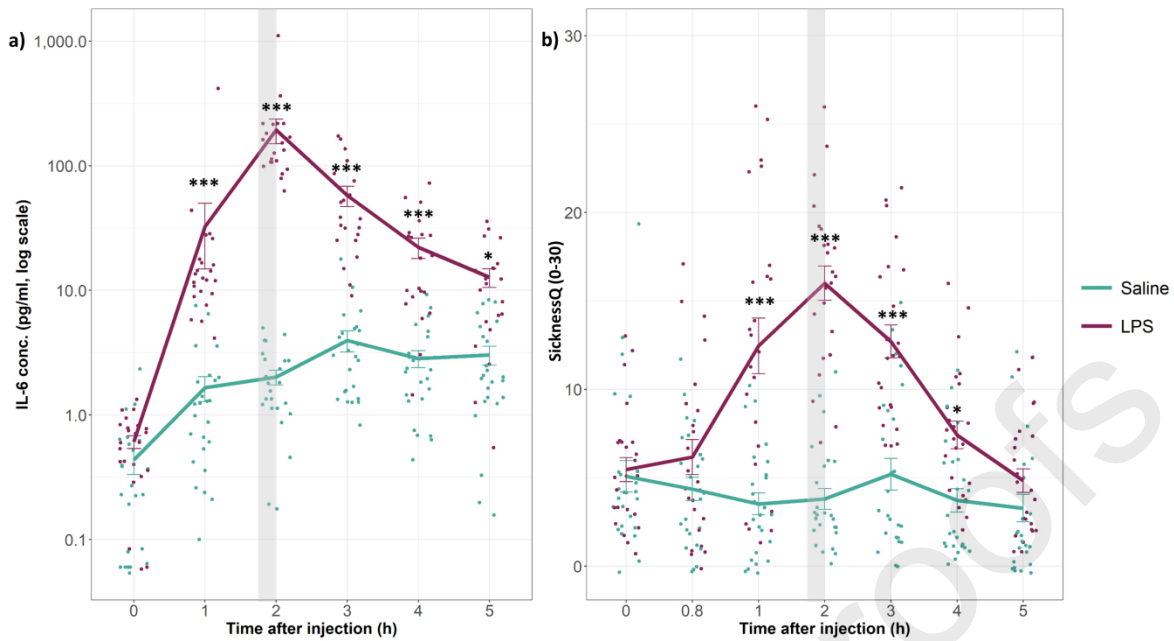 a)
1,000.0
100.0
10.0
1.0
0.1
IL-6 conc. (pg/ml, log scale)
***
***
***
***
*
0 1 2 3 4 5
Time after injection (h)
b)
30
20
10
0
SicknessQ (0-30)
***
***
***
*
0 0.8 1 2 3 4 5
Time after injection (h)
Saline
LPS
roofs